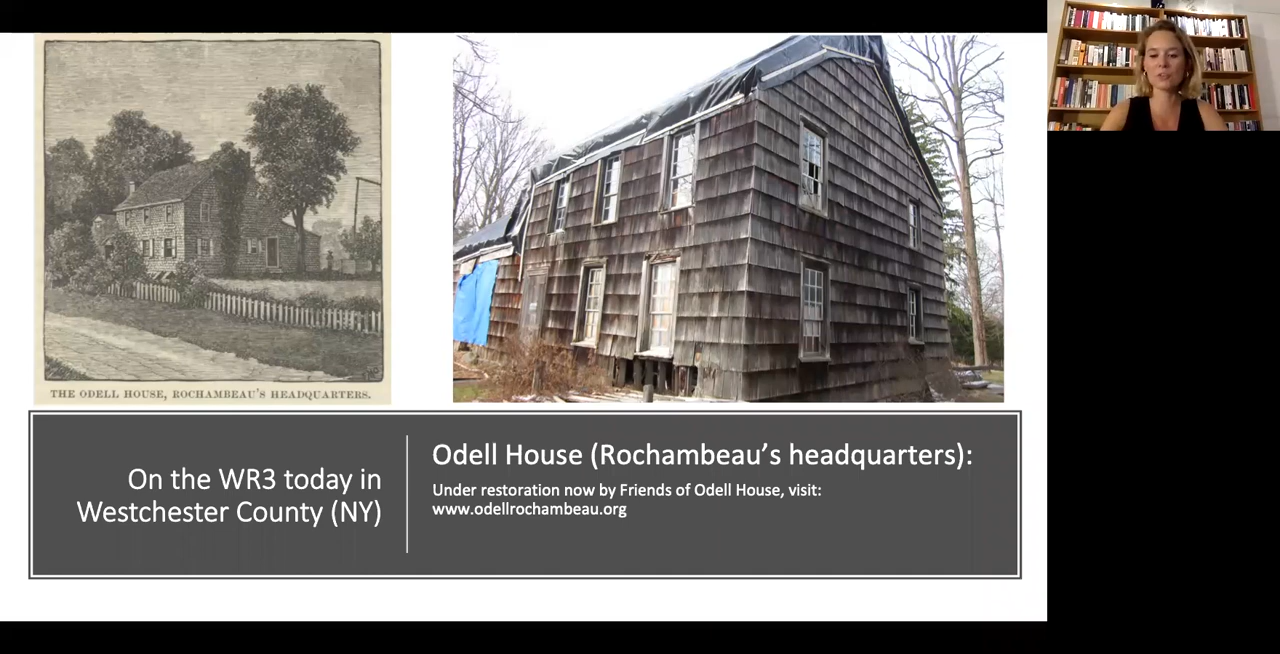 THE ODELL HOUSE, ROCHAMBEAU'S HEADQUARTERS.
On the WR3 today in
Westchester County (NY)
Odell House (Rochambeau’s headquarters):
Under restoration now by Friends of Odell House, visit:
www.odellrochambeau.org